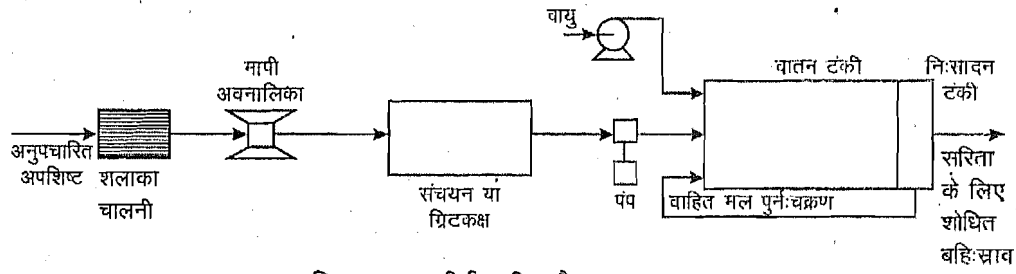 वायु
वातन टंकी
निःसादन
टंकी
मापी
अवनालिका
अनुपचारित
अपशिष्ट
शलाका
चालनी
संचयन यां
ग्रिटकक्ष
पंप
वाहित मल पुर्नःचक्रण
सरिता
के लिए
शोधित
बहिःस्राव